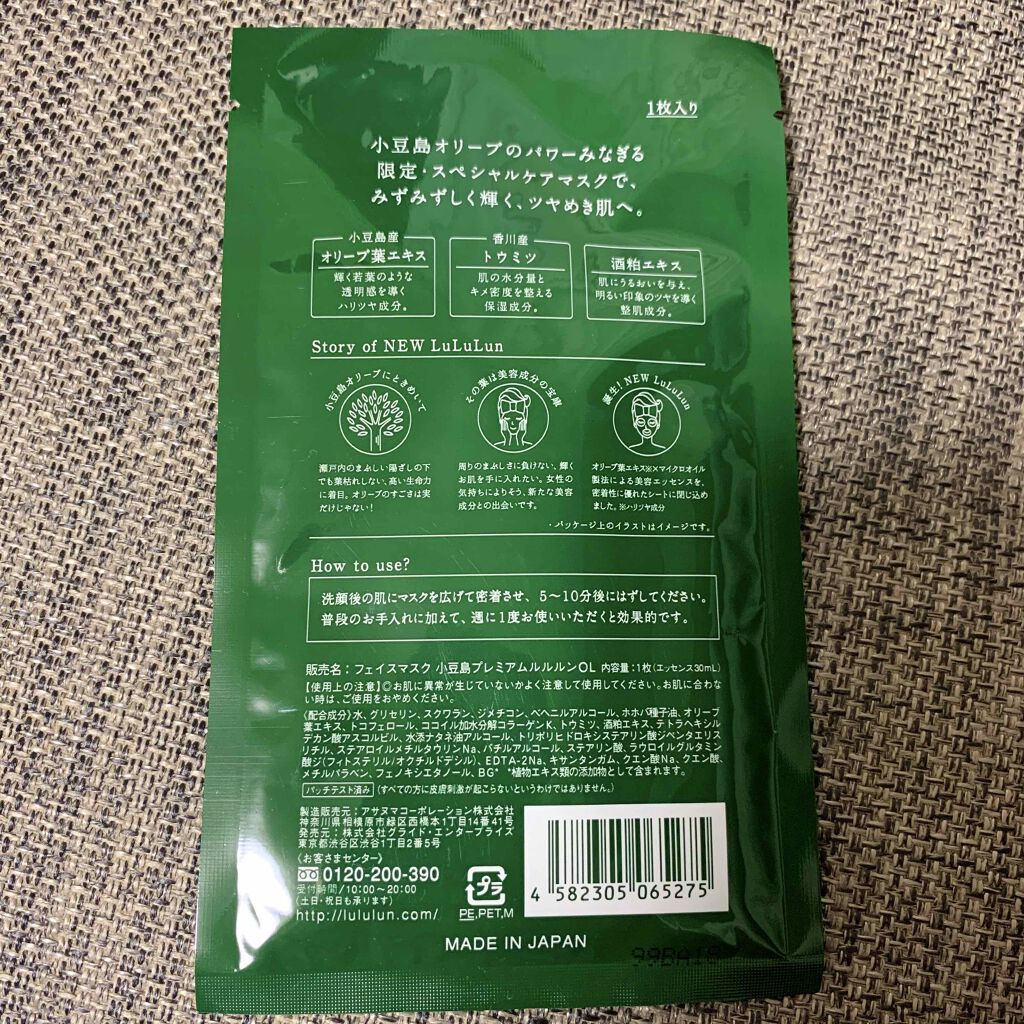 1枚入り
小豆島オリーブのパワーみなぎる
限定・スペシャルケアマスクで、
みずみずしく輝く、ツヤめき肌へ。
小豆島産
オリーブ葉エキス
輝く若葉のような
透明感を導く
ハリツヤ成分。
香川産
トウミツ
肌の水分量と
キメ密度を整える
保湿成分。
酒粕エキス
肌にうるおいを与え、
明るい印象のツヤを導く
整肌成分。
Story of NEW LuLuLun
小豆島オリーブにときめいて
瀬戸内のまぶしい陽ざしの下
でも葉枯れしない、高い生命力
に着目。オリーブのすごさは実
だけじゃない！
その葉は美容成分の宝庫
周りのまぶしさに負けない、輝く
お肌を手に入れたい。女性の
気持ちによりそう、新たな美容
成分との出会いです。
誕生! NEW LuLuLun
オリーブ葉エキス※×マイクロオイル
製法による美容エッセンスを、
密着性に優れたシートに閉じ込め
ました。※ハリツヤ成分
・パッケージ上のイラストはイメージです。
How to use?
洗顔後の肌にマスクを広げて密着させ、5〜10分後にはずしてください。
普段のお手入れに加えて、週に1度お使いいただくと効果的です。
販売名：フェイスマスク 小豆島プレミアムルルルンOL 内容量：1枚（エッセンス30mL）
【使用上の注意】◎お肌に異常が生じていないかよく注意して使用してください。お肌に合わな
い時は、ご使用をおやめください。
〈配合成分〉水、グリセリン、スクワラン、ジメチコン、ベヘニルアルコール、ホホバ種子油、オリーブ
葉エキス、トコフェロール、ココイル加水分解コラーゲンK、トウミツ、酒粕エキス、テトラヘキシル
デカン酸アスコルビル、水添ナタネ油アルコール、トリポリヒドロキシステアリン酸ジペンタエリス
リチル、ステアロイルメチルタウリンNa、バチルアルコール、ステアリン酸、ラウロイルグルタミン
酸ジ(フィトステリル/オクチルドデシル)、EDTA-2Na、キサンタンガム、クエン酸Na、クエン酸、
メチルパラベン、フェノキシエタノール、BG* *植物エキス類の添加物として含まれます。
パッチテスト済み（すべての方に皮膚刺激が起こらないというわけではありません。）
製造販売元：アサヌマコーポレーション株式会社
神奈川県相模原市緑区西橋本1丁目14番41号
発売元：株式会社グライド・エンタープライズ
東京都渋谷区渋谷1丁目2番5号
〈お客さまセンター〉
0120-200-390
受付時間／10:00〜20:00
（土日・祝日も承ります）
http://lululun.com/
プラ
PE,PET,M
4 582305 065275
MADE IN JAPAN